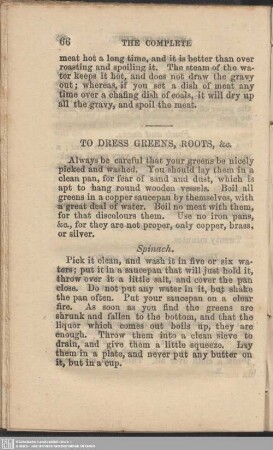 66 THE COMPLETE
meat hot a long time, and it is better than over
roasting and spoiling it. The steam of the wa-
ter keeps it hot, and does not draw the gravy
out; whereas, if you set a dish of meat any
time over a chafing dish of coals, it will dry up
all the gravy, and spoil the meat.
TO DRESS GREENS, ROOTS, &c.
Always be careful that your greens be nicely
picked and washed. You should lay them in a
clean pan, for fear of sand and dust, which is
apt to hang round wooden vessels. Boil all
greens in a copper saucepan by themselves, with
a great deal of water. Boil no meat with them,
for that discolours them. Use no iron pans,
&c., for they are not proper, only copper, brass,
or silver.
Spinach.
Pick it clean, and wash it in five or six wa-
ters; put it in a saucepan that will just hold it,
throw over it a little salt, and cover the pan
close. Do not put any water in it, but shake
the pan often. Put your saucepan on a clear
fire. As soon as you find the greens are
shrunk and fallen to the bottom, and that the
liquor which comes out boils up, they are
enough. Throw them into a clean sieve to
drain, and give them a little squeeze. Lay
them in a plate, and never put any butter on
it, but in a cup.